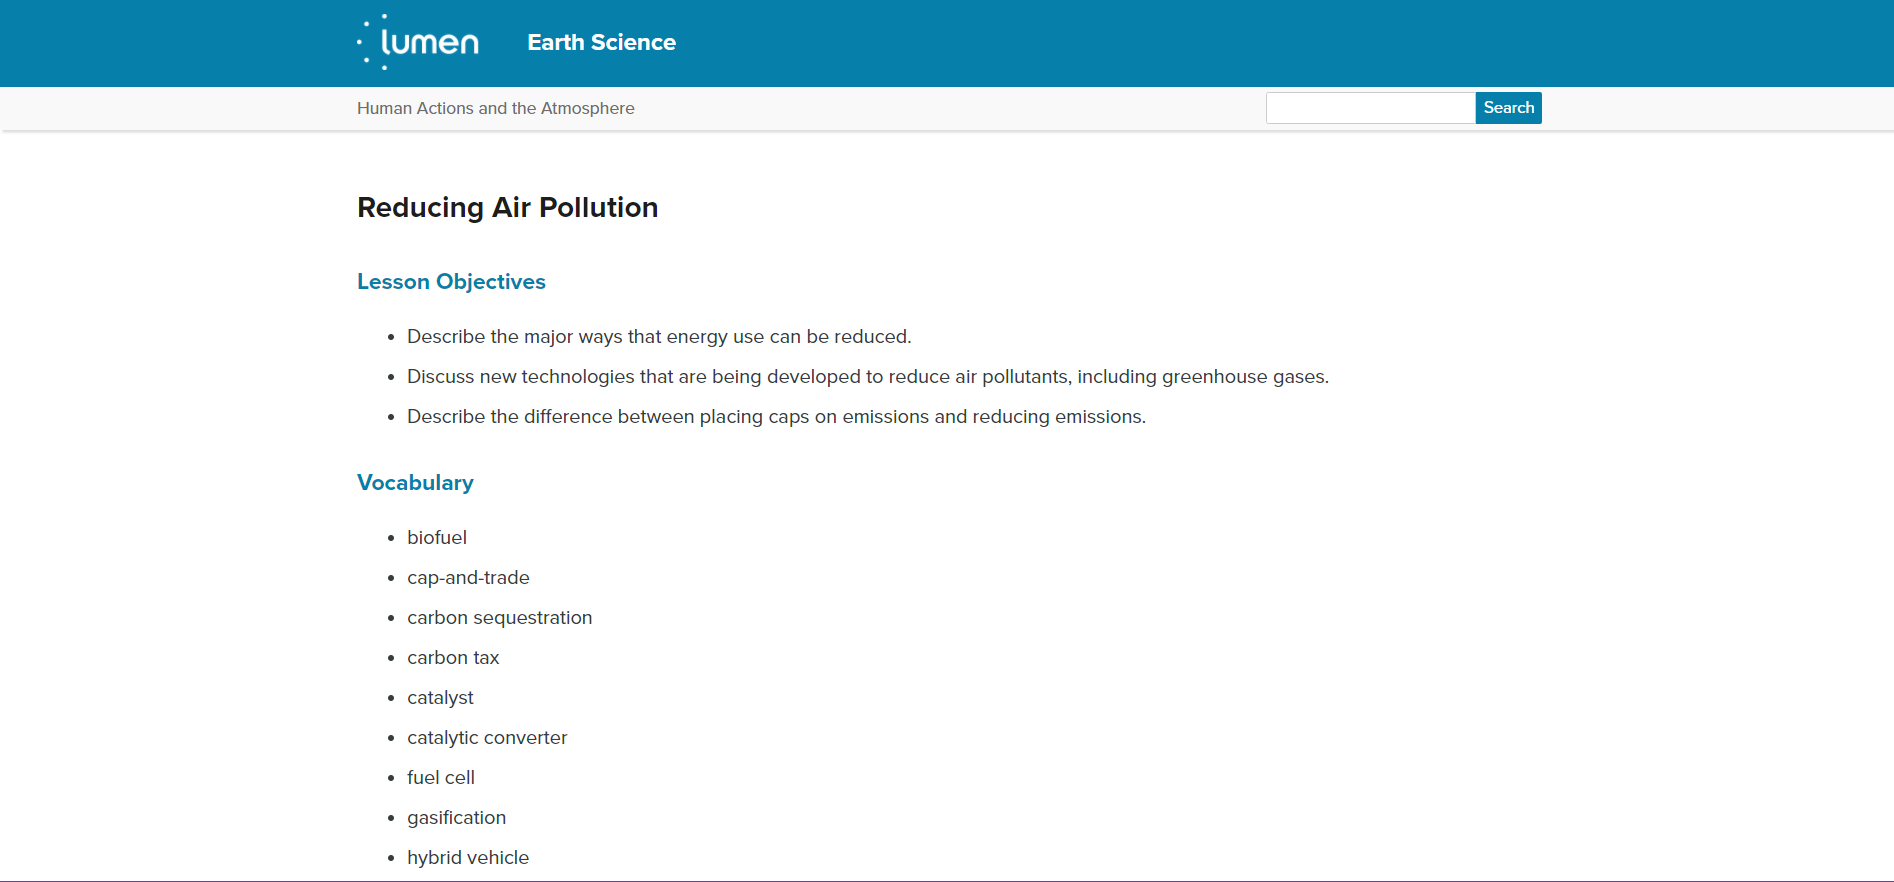 lumen Earth Science
Human Actions and the Atmosphere Search
Reducing Air Pollution
Lesson Objectives
Describe the major ways that energy use can be reduced.
Discuss new technologies that are being developed to reduce air pollutants, including greenhouse gases.
Describe the difference between placing caps on emissions and reducing emissions.
Vocabulary
biofuel
cap-and-trade
carbon sequestration
carbon tax
catalyst
catalytic converter
fuel cell
gasification
hybrid vehicle